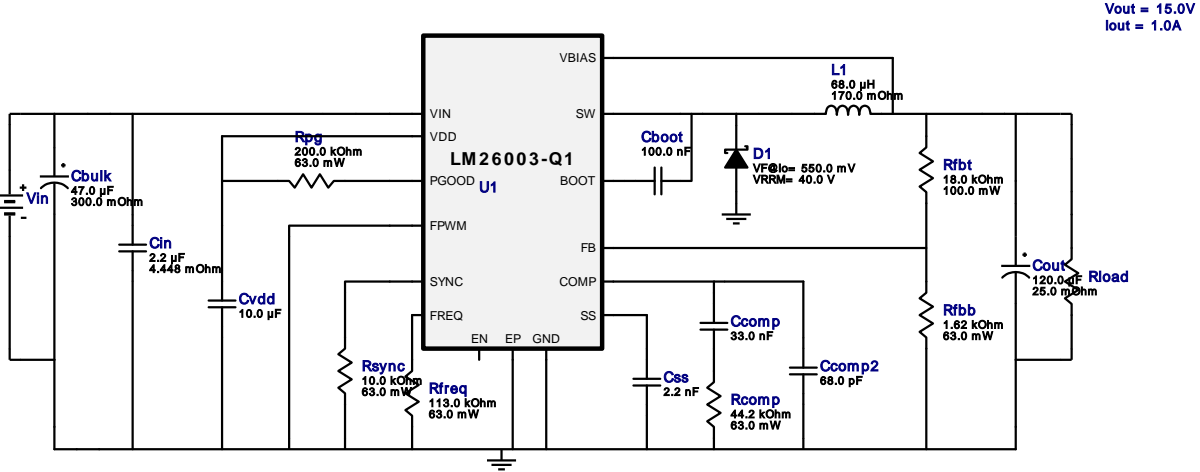 Vout = 15.0V
Iout = 1.0A
VBIAS
L1
68.0 µH
170.0 mOhm
VIN
SW
VDD
Rpg
200.0 kOhm
63.0 mW
LM26003-Q1
U1
Cboot
100.0 nF
D1
VF@Io= 550.0 mV
VRRM= 40.0 V
Rfbt
18.0 kOhm
100.0 mW
Cbulk
47.0 µF
300.0 mOhm
+
Vin
-
PGOOD
BOOT
FPWM
FB
Cin
2.2 µF
4.448 mOhm
Cvdd
10.0 µF
SYNC
COMP
FREQ
SS
EN
EP
GND
Cout
120.0 µF
25.0 mOhm
Rload
Ccomp
33.0 nF
Rfbb
1.62 kOhm
63.0 mW
Rsync
10.0 kOhm
63.0 mW
Rfreq
113.0 kOhm
63.0 mW
Css
2.2 nF
Rcomp
44.2 kOhm
63.0 mW
Ccomp2
68.0 pF